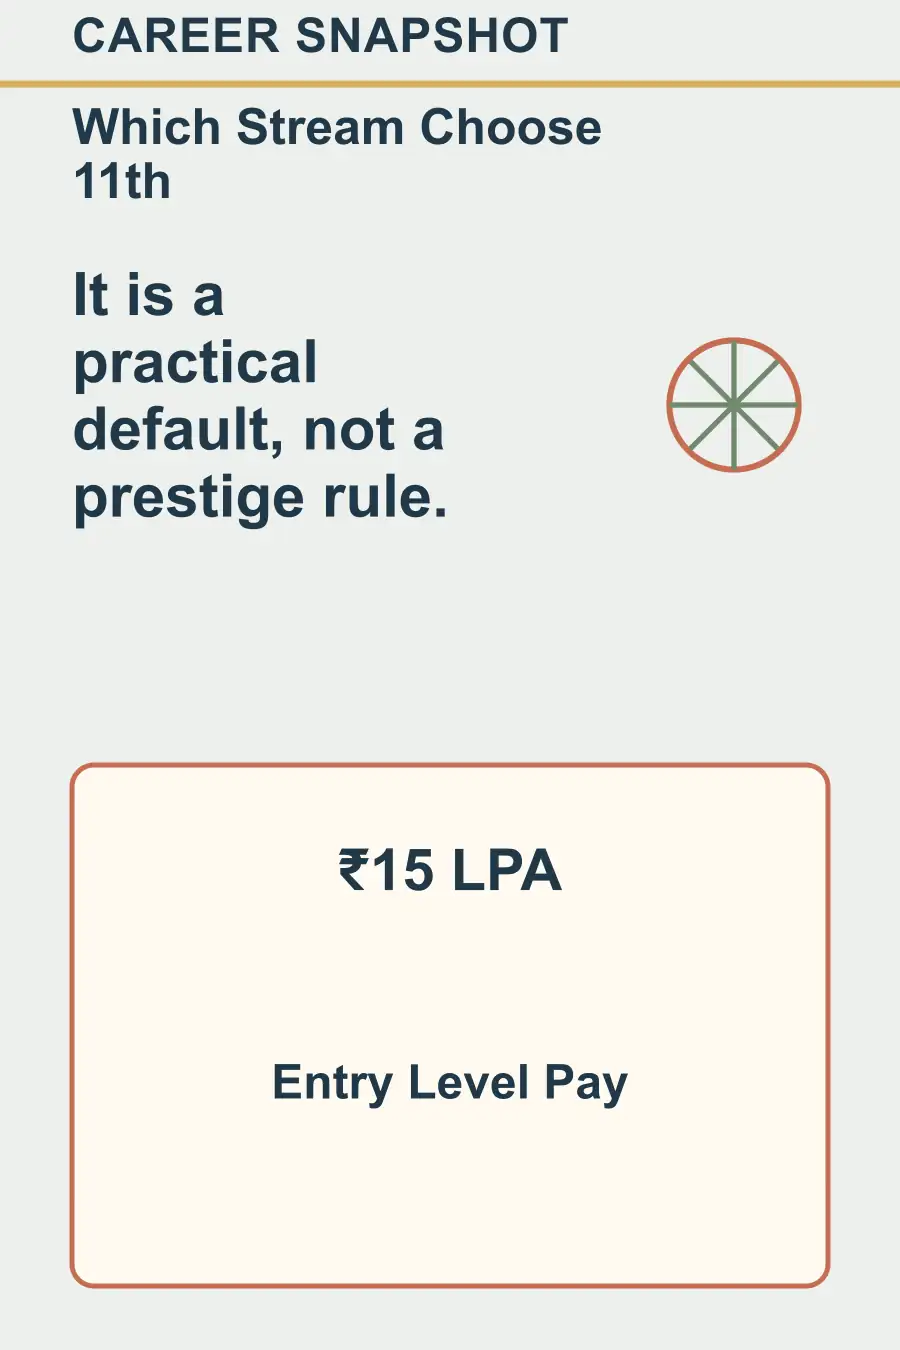 CAREER SNAPSHOT
Which Stream Choose
11th
It is a
practical
default, not a
prestige rule.
₹15 LPA
Entry Level Pay